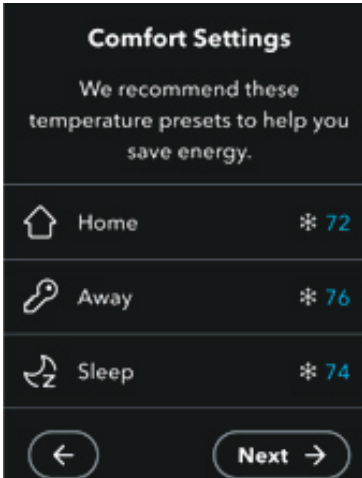 Comfort Settings
We recommend these
temperature presets to help you
save energy.
Home 72
Away 76
Sleep 74
Next